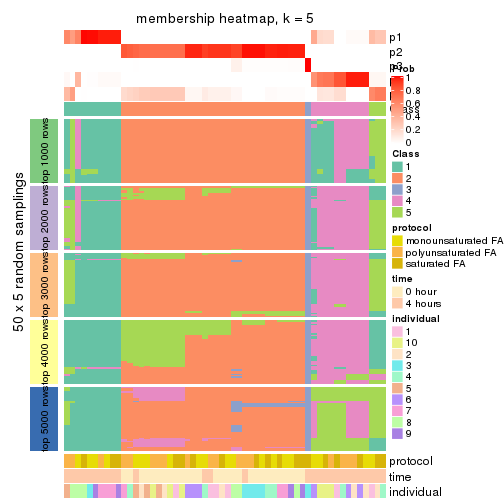 membership heatmap, k = 5
p1
p2
p3
Prob
1
0.8
0.6
0.4
0.2
0
Class
1
2
3
4
5
protocol
monounsaturated FA
polyunsaturated FA
saturated FA
time
0 hour
4 hours
individual
1
10
2
3
4
5
6
7
8
9
50 x 5 random samplings
top 1000 rows
top 2000 rows
top 3000 rows
top 4000 rows
top 5000 rows
protocol
time
individual